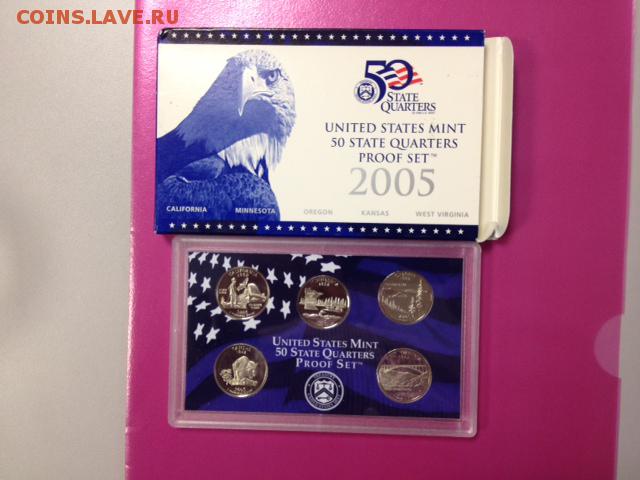 COINS.LAVE.RU
50
STATE
QUARTERS
UNITED STATES MINT
50 STATE QUARTERS
PROOF SET™
2005
CALIFORNIA MINNESOTA OREGON KANSAS WEST VIRGINIA
CALIFORNIA
UNITED STATES MINT
50 STATE QUARTERS
PROOF SET™